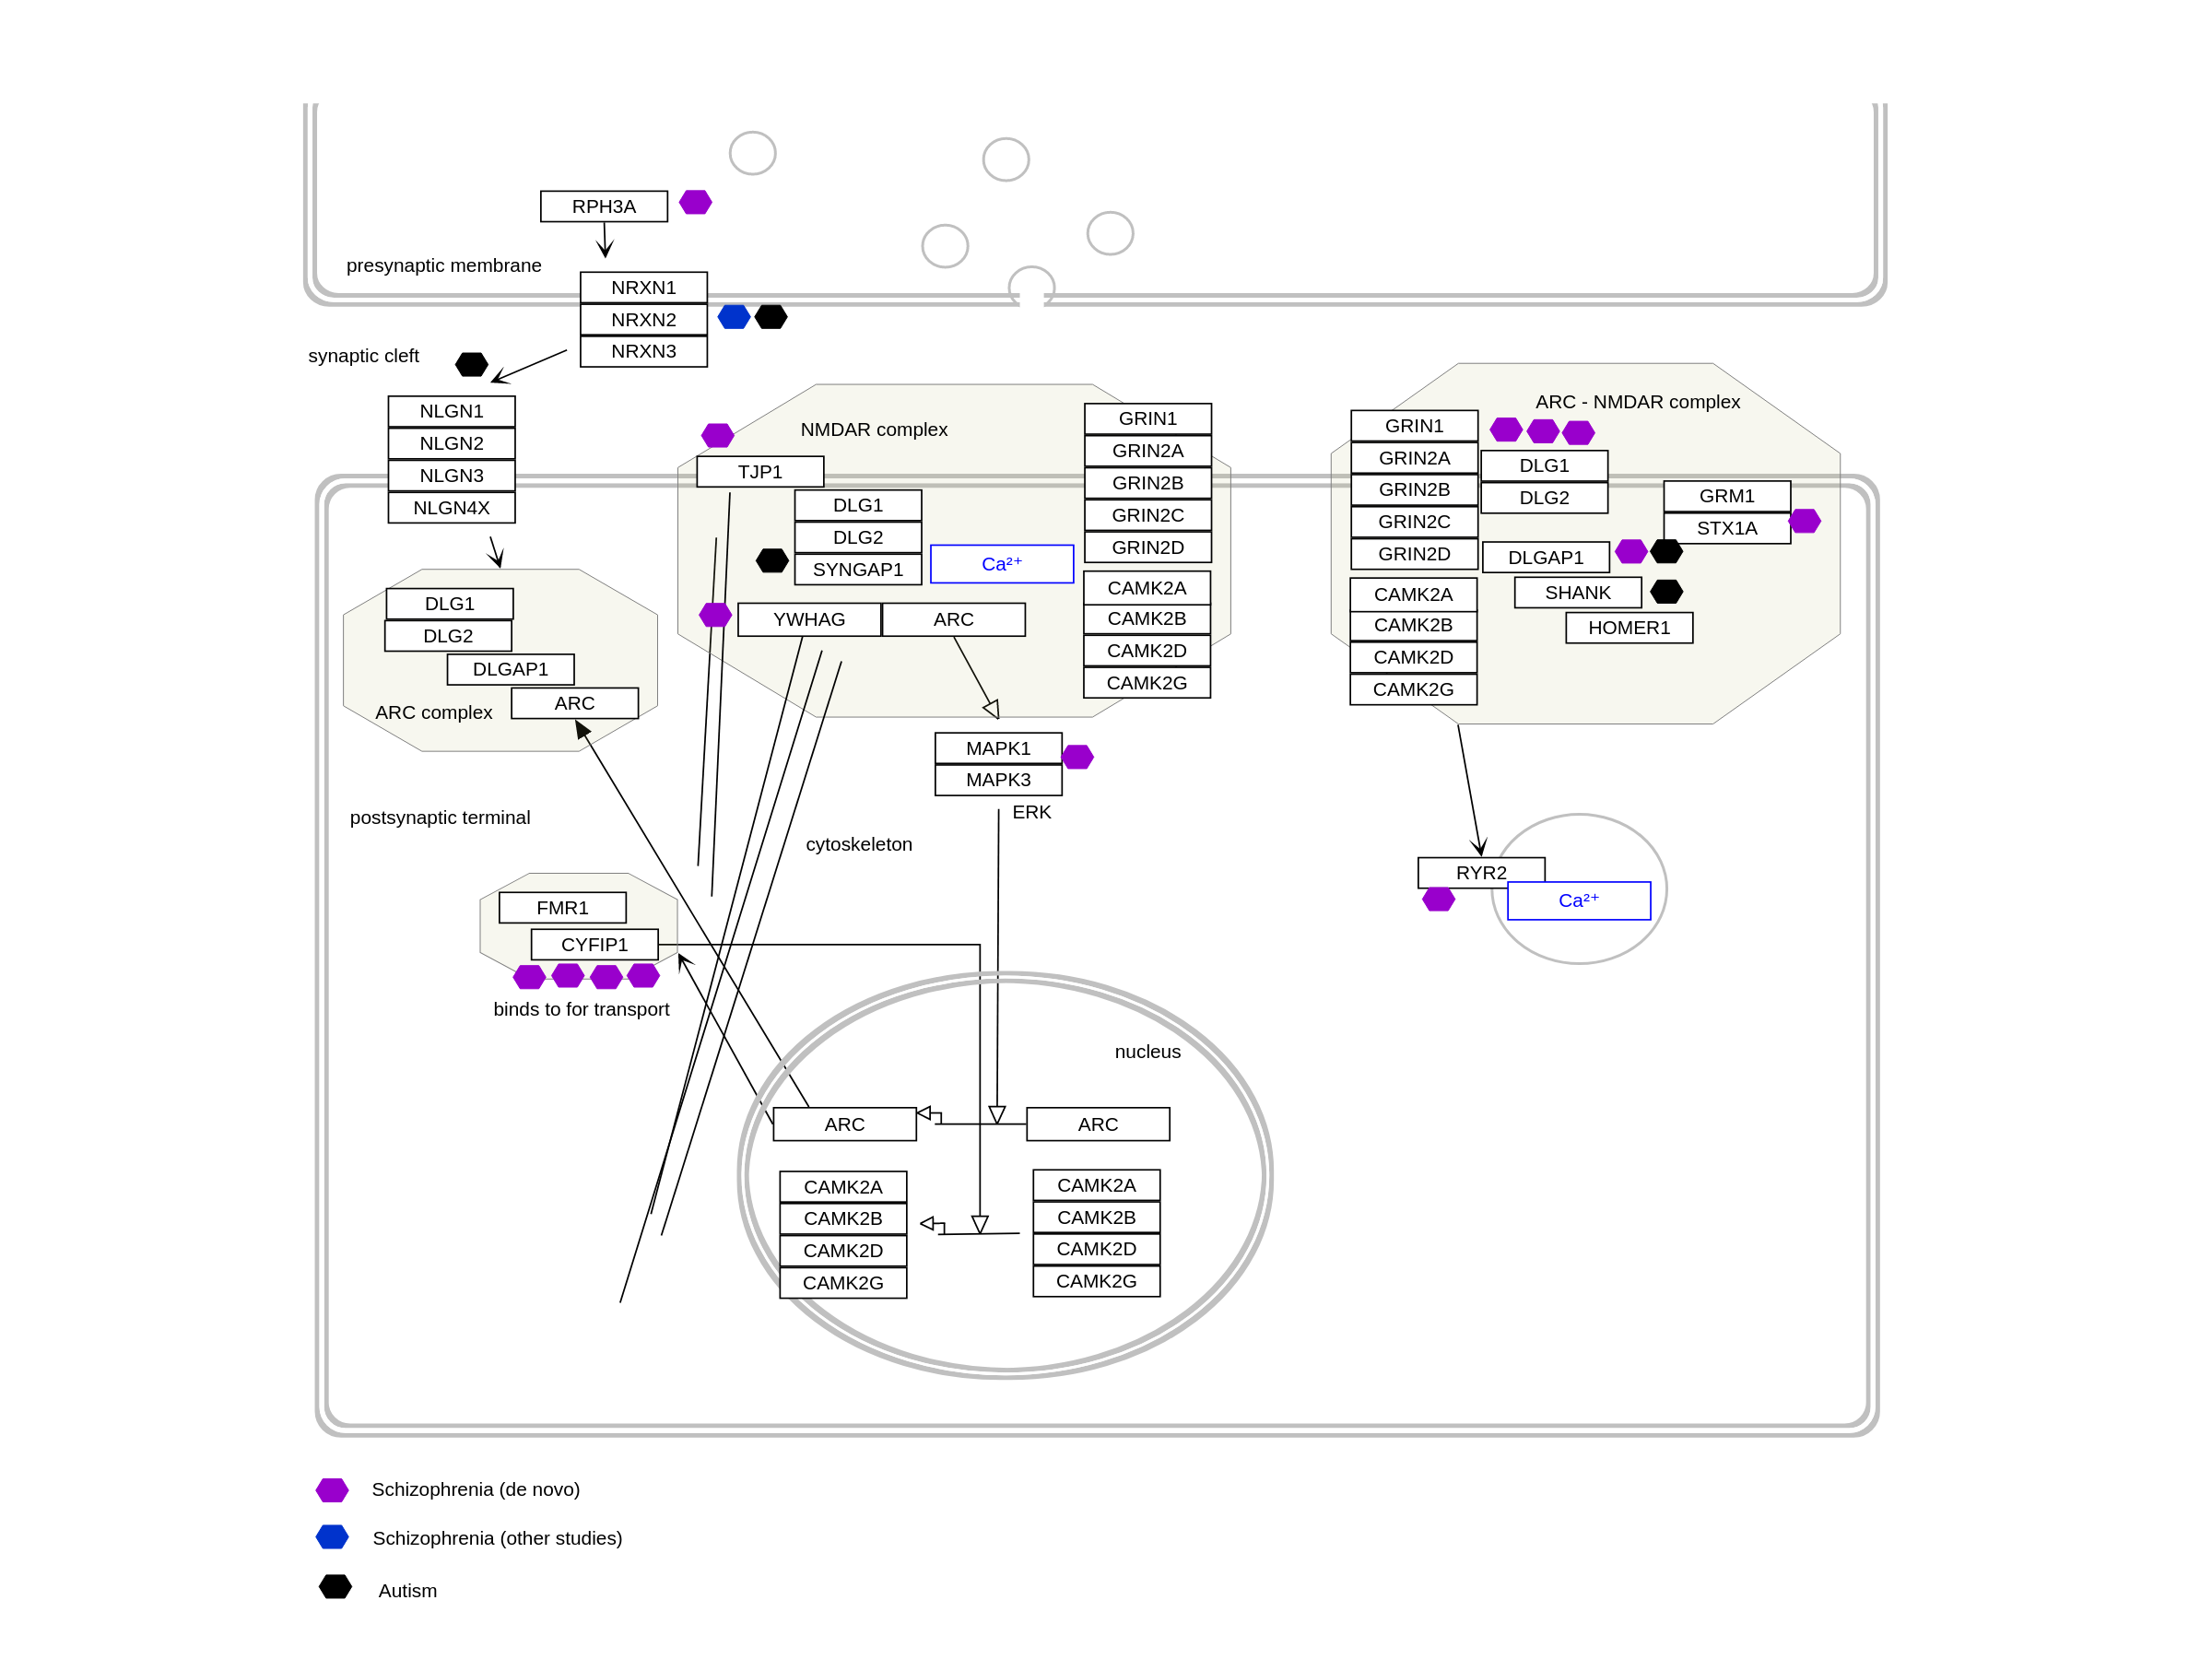 RPH3A
presynaptic membrane
NRXN1
NRXN2
NRXN3
synaptic cleft
NLGN1
NLGN2
NLGN3
NLGN4X
NMDAR complex
TJP1
DLG1
DLG2
SYNGAP1
Ca²⁺
YWHAG
ARC
GRIN1
GRIN2A
GRIN2B
GRIN2C
GRIN2D
CAMK2A
CAMK2B
CAMK2D
CAMK2G
ARC - NMDAR complex
GRIN1
GRIN2A
GRIN2B
GRIN2C
GRIN2D
CAMK2A
CAMK2B
CAMK2D
CAMK2G
DLG1
DLG2
GRM1
STX1A
DLGAP1
SHANK
HOMER1
DLG1
DLG2
DLGAP1
ARC
ARC complex
MAPK1
MAPK3
ERK
postsynaptic terminal
cytoskeleton
RYR2
Ca²⁺
FMR1
CYFIP1
binds to for transport
nucleus
ARC
ARC
CAMK2A
CAMK2B
CAMK2D
CAMK2G
CAMK2A
CAMK2B
CAMK2D
CAMK2G
Schizophrenia (de novo)
Schizophrenia (other studies)
Autism